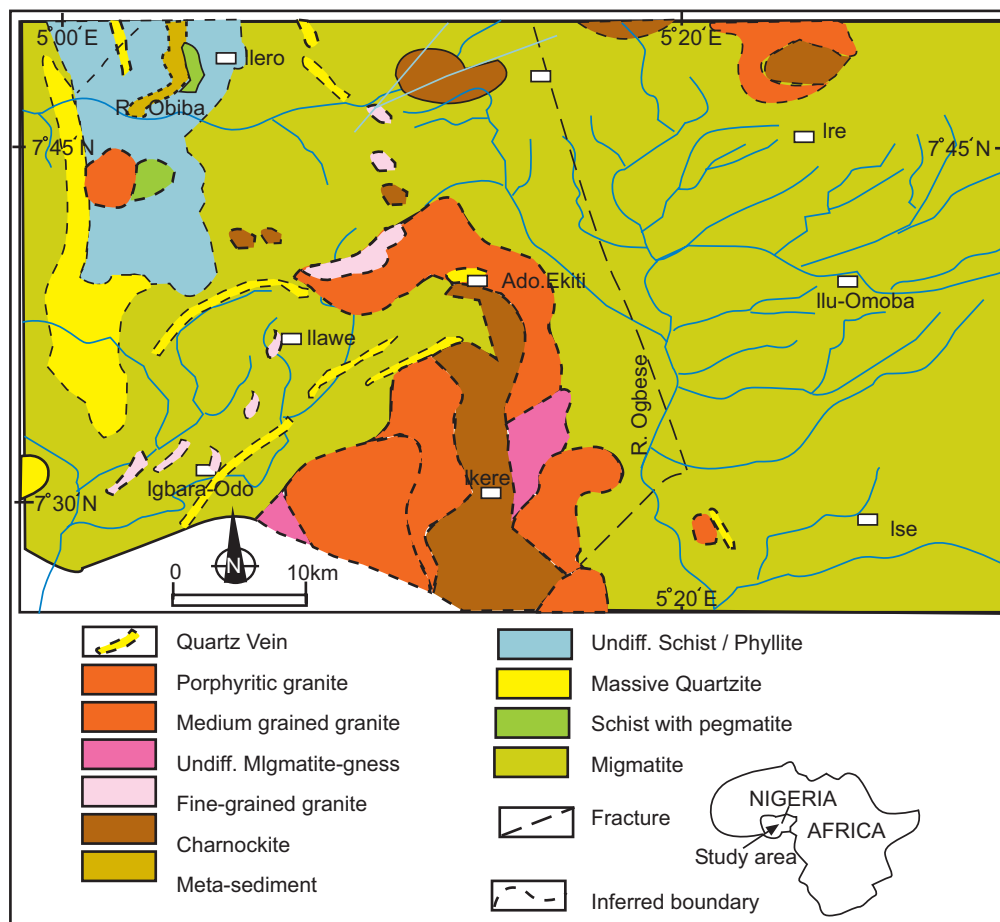 5°00´E
5°20´E
Ilero
R. Obiba
Ire
7°45´N
7°45´N
Ado.Ekiti
Ilu-Omoba
Ilawe
R. Ogbese
Ikere
Igbara-Odo
7°30´N
Ise
N
0
10km
5°20´E
Quartz Vein
Porphyritic granite
Medium grained granite
Undiff. MIgmatite-gness
Fine-grained granite
Charnockite
Meta-sediment
Undiff. Schist / Phyllite
Massive Quartzite
Schist with pegmatite
Migmatite
Fracture
Inferred boundary
NIGERIA
AFRICA
Study area